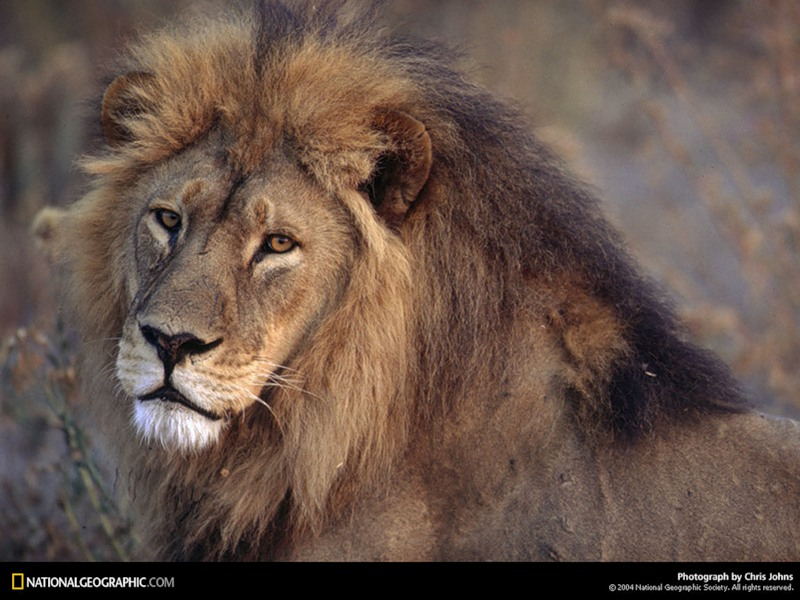 NATIONALGEOGRAPHIC.COM
Photograph by Chris Johns
© 2004 National Geographic Society. All rights reserved.